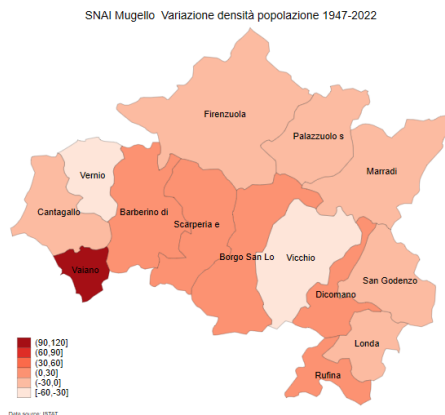 SNAI Mugello Variazione densità popolazione 1947-2022
Firenzuola
Palazzuolo s
Vernio
Marradi
Cantagallo
Barberino di
Scarperia e
Borgo San Lo
Vicchio
Vaiano
San Godenzo
Dicomano
Londa
Rufina
(90,120]
(60,90]
(30,60]
(0,30]
(-30,0]
[-60,-30]
Data source: ISTAT